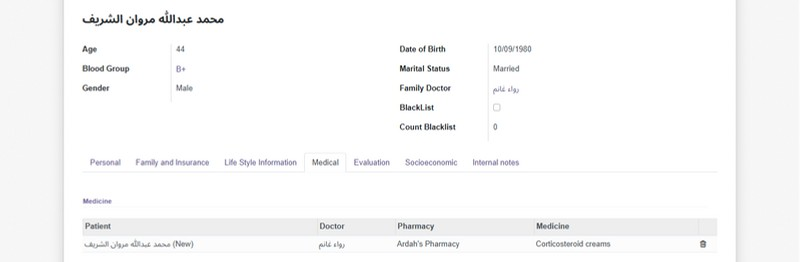 محمد عبدالله مروان الشريف
Age 44 Date of Birth 10/09/1980
Blood Group B+ Marital Status Married
Gender Male Family Doctor رواء غانم
BlackList
Count Blacklist 0
Personal Family and Insurance Life Style Information Medical Evaluation Socioeconomic Internal notes
Medicine
Patient Doctor Pharmacy Medicine
محمد عبدالله مروان الشريف (New) رواء غانم Ardah's Pharmacy Corticosteroid creams